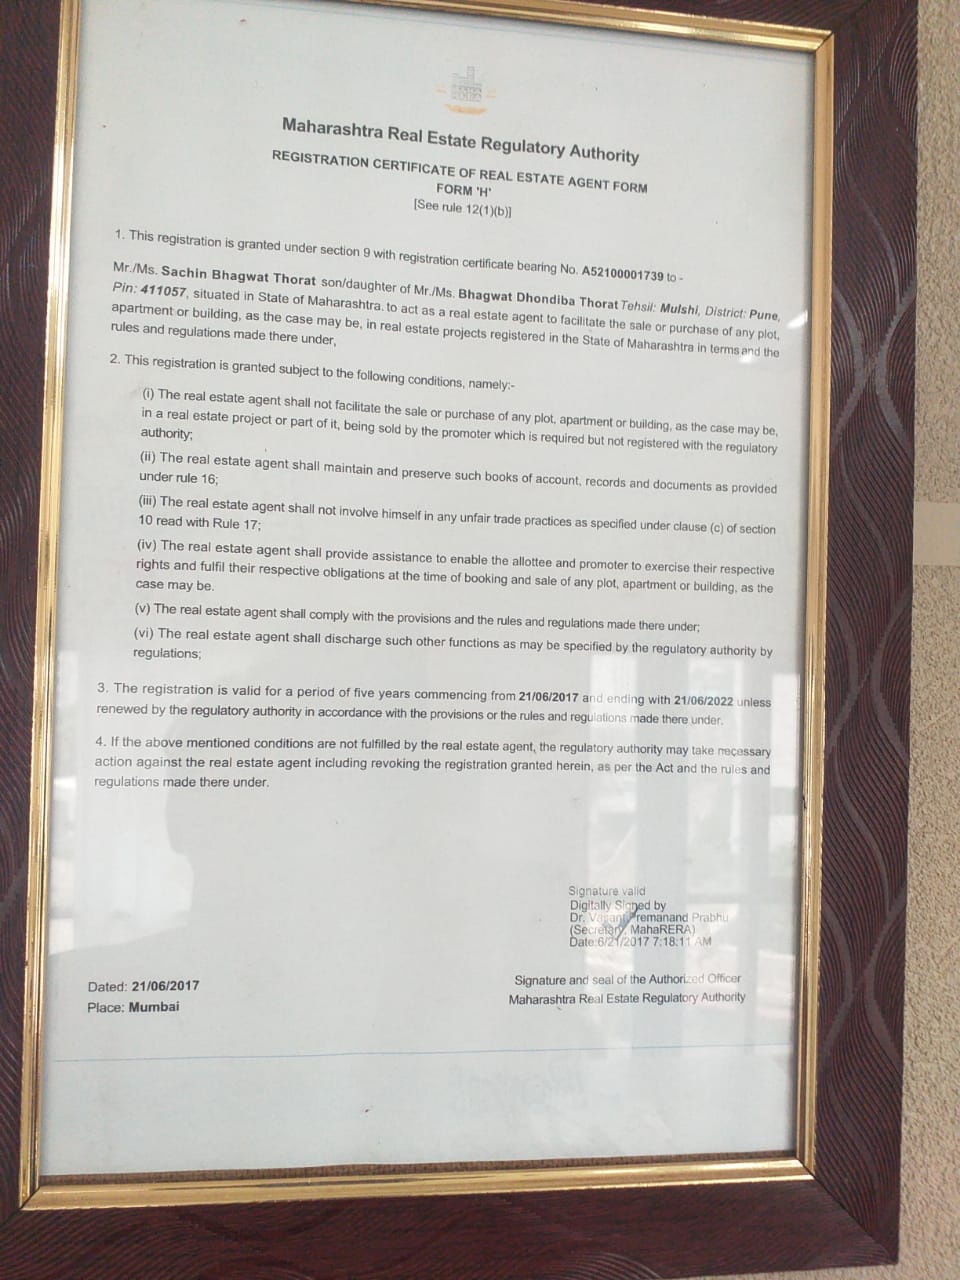 Maharashtra Real Estate Regulatory Authority
REGISTRATION CERTIFICATE OF REAL ESTATE AGENT FORM
FORM 'H'
[See rule 12(1)(b)]
1. This registration is granted under section 9 with registration certificate bearing No. A52100001739 to -
Mr./Ms. Sachin Bhagwat Thorat son/daughter of Mr./Ms. Bhagwat Dhondiba Thorat Tehsil: Mulshi, District: Pune,
Pin: 411057, situated in State of Maharashtra. to act as a real estate agent to facilitate the sale or purchase of any plot,
apartment or building, as the case may be, in real estate projects registered in the State of Maharashtra in terms and the
rules and regulations made there under,
2. This registration is granted subject to the following conditions, namely:-
(i) The real estate agent shall not facilitate the sale or purchase of any plot, apartment or building, as the case may be,
in a real estate project or part of it, being sold by the promoter which is required but not registered with the regulatory
authority;
(ii) The real estate agent shall maintain and preserve such books of account, records and documents as provided
under rule 16;
(iii) The real estate agent shall not involve himself in any unfair trade practices as specified under clause (c) of section
10 read with Rule 17;
(iv) The real estate agent shall provide assistance to enable the allottee and promoter to exercise their respective
rights and fulfil their respective obligations at the time of booking and sale of any plot, apartment or building, as the
case may be.
(v) The real estate agent shall comply with the provisions and the rules and regulations made there under;
(vi) The real estate agent shall discharge such other functions as may be specified by the regulatory authority by
regulations;
3. The registration is valid for a period of five years commencing from 21/06/2017 and ending with 21/06/2022 unless
renewed by the regulatory authority in accordance with the provisions or the rules and regulations made there under.
4. If the above mentioned conditions are not fulfilled by the real estate agent, the regulatory authority may take necessary
action against the real estate agent including revoking the registration granted herein, as per the Act and the rules and
regulations made there under.
Signature valid
Digitally Signed by
Dr. Vasant Premanand Prabhu
(Secretary, MahaRERA)
Date:6/21/2017 7:18:11 AM
Dated: 21/06/2017
Place: Mumbai
Signature and seal of the Authorized Officer
Maharashtra Real Estate Regulatory Authority